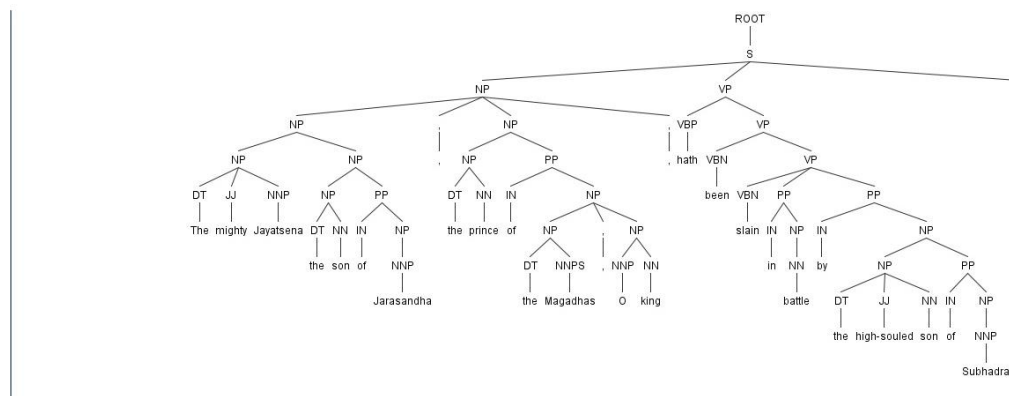 ROOT
S
NP VP
NP , NP , VBP VP
NP NP , NP PP , hath VBN VP
DT JJ NNP NP PP DT NN IN NP been VBN PP PP
The mighty Jayatsena DT NN IN NP the prince of NP , NP slain IN NP IN NP
the son of NNP DT NNPS , NNP NN in NN by NP PP
Jarasandha the Magadhas O king battle DT JJ NN IN NP
the high-souled son of NNP
Subhadra